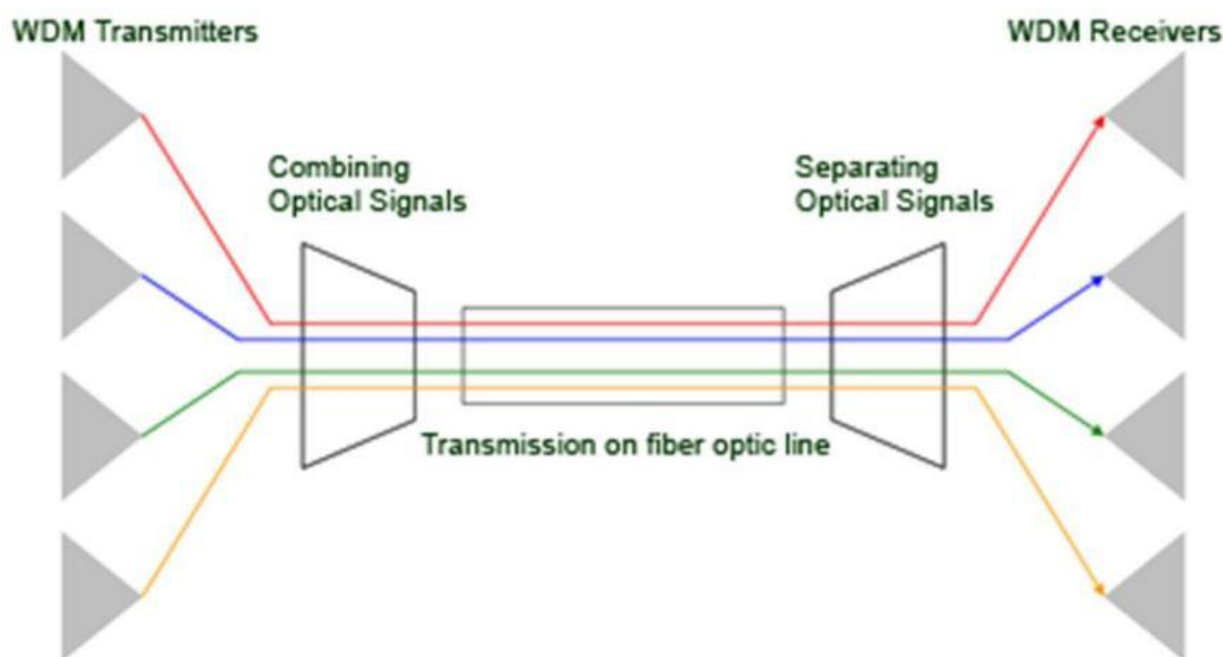 WDM Transmitters
WDM Receivers
Combining
Optical Signals
Separating
Optical Signals
Transmission on fiber optic line